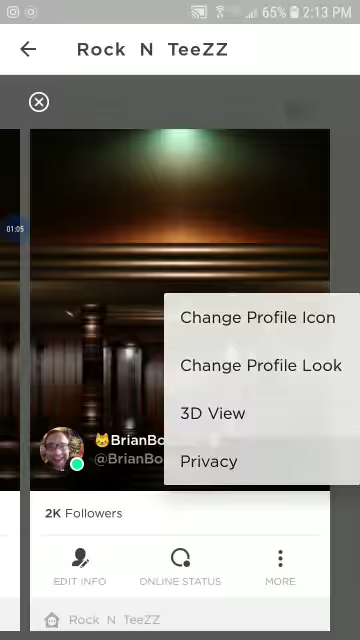 65% 2:13 PM
Rock N TeeZZ
01:05
Change Profile Icon
Change Profile Look
3D View
Privacy
🐱BrianBo
@BrianBo
2K Followers
EDIT INFO ONLINE STATUS MORE
Rock N TeeZZ